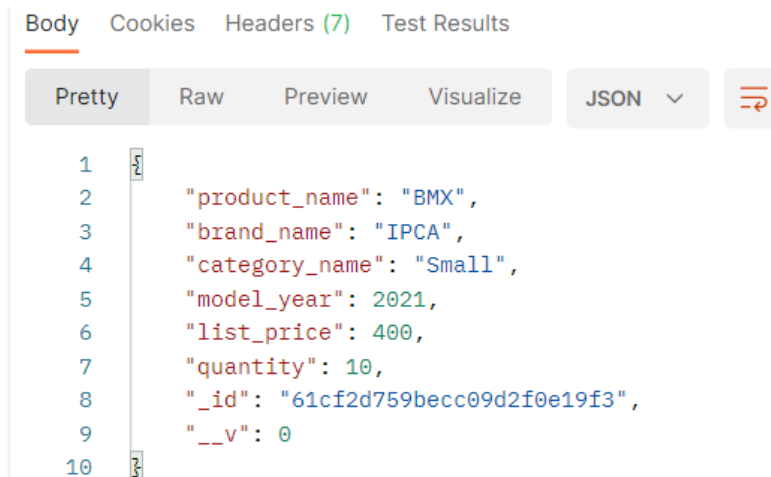 Body Cookies Headers (7) Test Results
Pretty Raw Preview Visualize JSON
1 {
2 "product_name": "BMX",
3 "brand_name": "IPCA",
4 "category_name": "Small",
5 "model_year": 2021,
6 "list_price": 400,
7 "quantity": 10,
8 "_id": "61cf2d759becc09d2f0e19f3",
9 "__v": 0
10 }